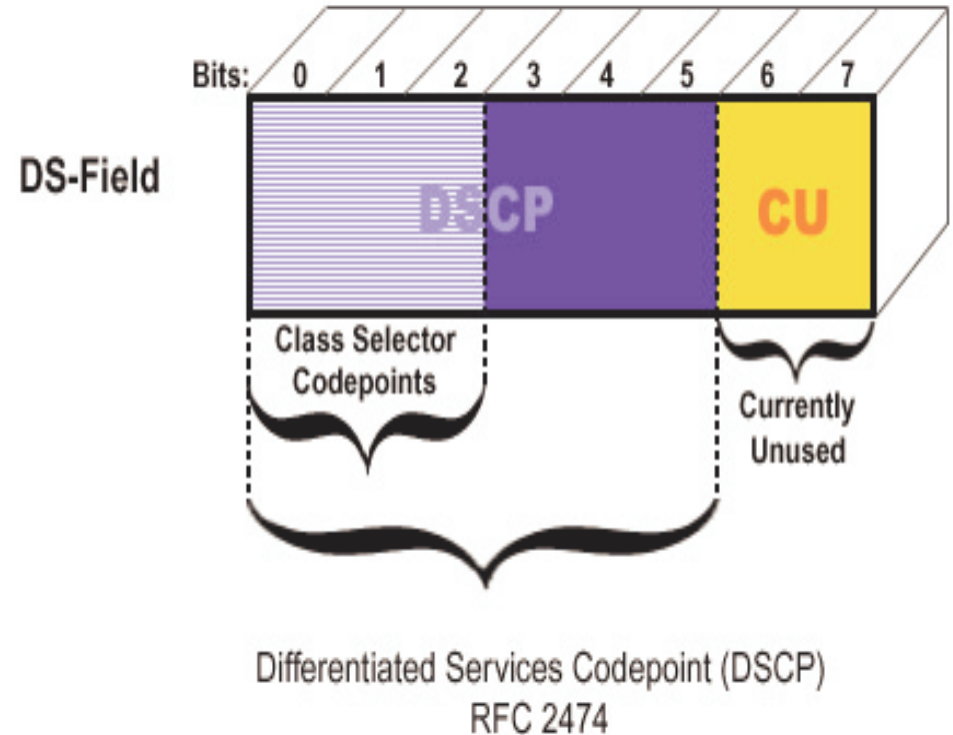 Bits: 0 1 2 3 4 5 6 7
DS-Field
DSCP
CU
Class Selector
Codepoints
Currently
Unused
Differentiated Services Codepoint (DSCP)
RFC 2474